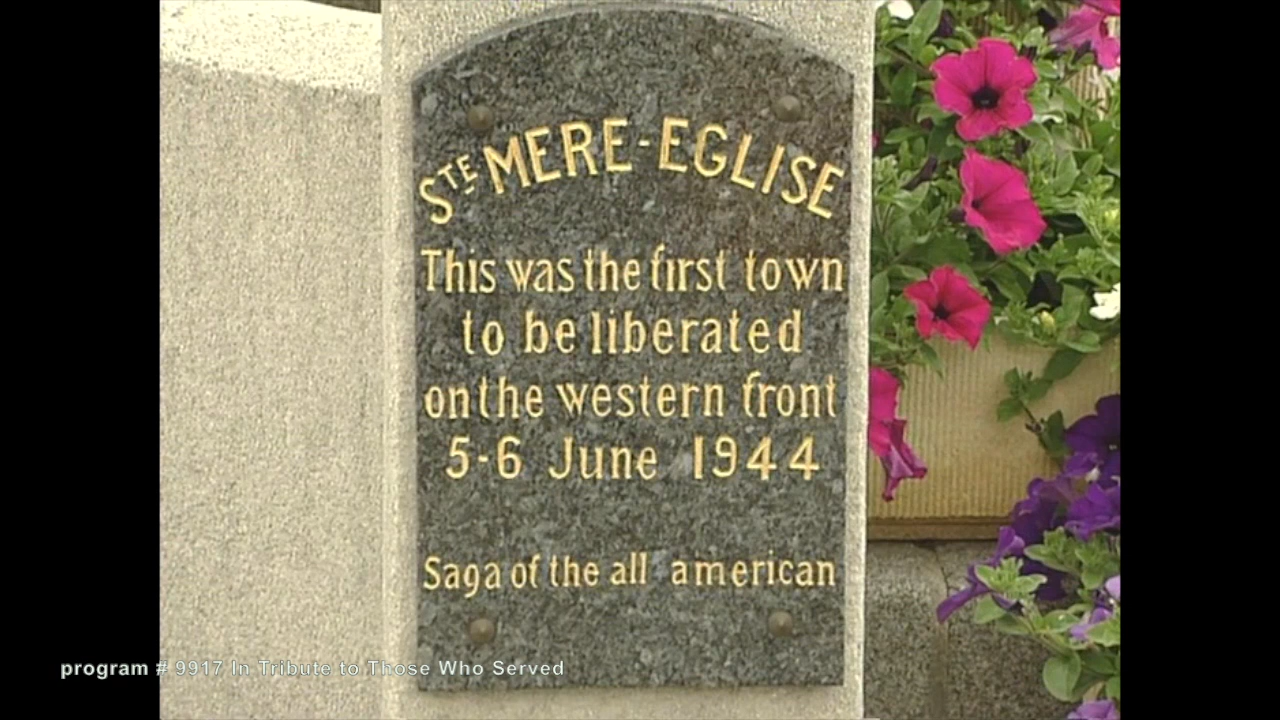 STE MERE-EGLISE
This was the first town
to be liberated
on the western front
5-6 June 1944
Saga of the all american
program # 9917 In Tribute to Those Who Served